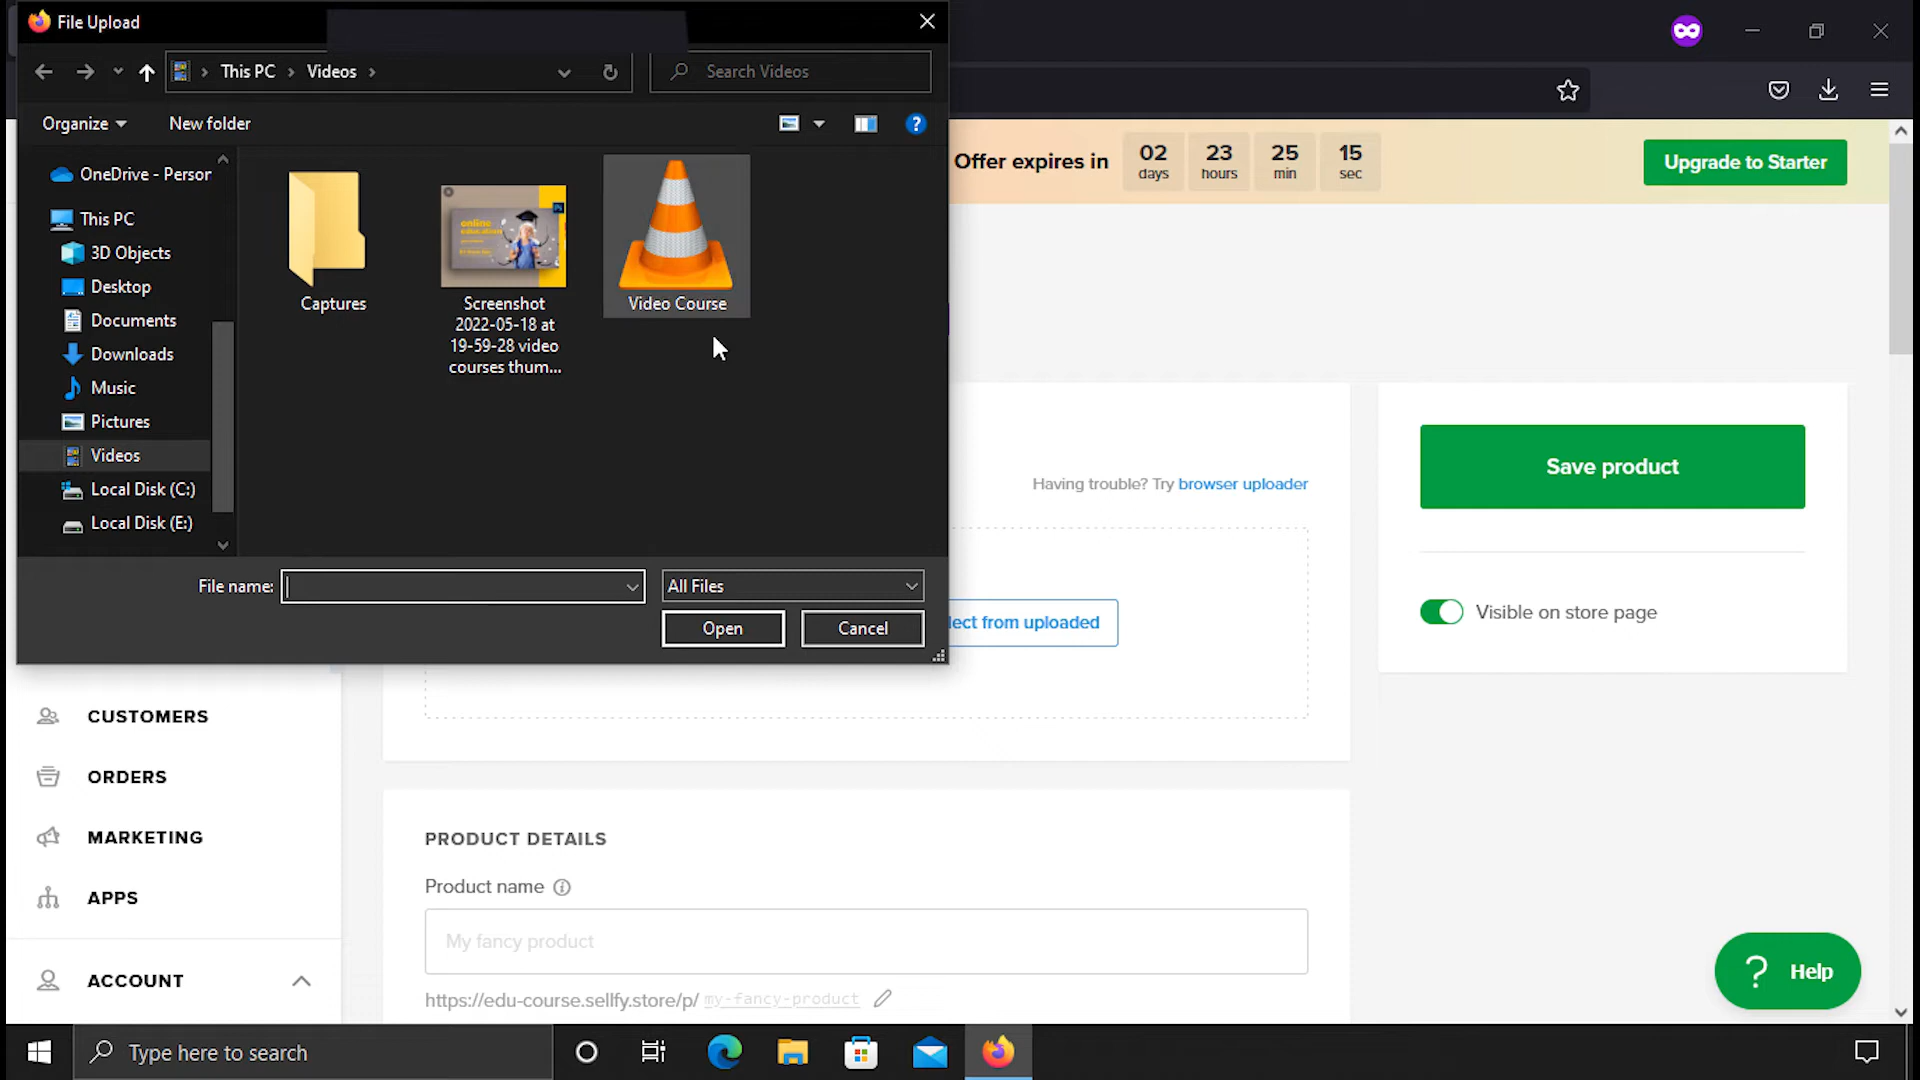 File Upload
This PC
Videos
Search Videos
Organize
New folder
OneDrive - Person
This PC
3D Objects
Desktop
Documents
Downloads
Music
Pictures
Videos
Local Disk (C:)
Local Disk (E:)
online
education
Captures
Screenshot
2022-05-18 at
19-59-28 video
courses thum...
Video Course
File name:
All Files
Open
Cancel
Offer expires in
02
days
23
hours
25
min
15
sec
Upgrade to Starter
Having trouble? Try browser uploader
lect from uploaded
Save product
Visible on store page
CUSTOMERS
ORDERS
MARKETING
APPS
ACCOUNT
PRODUCT DETAILS
Product name
My fancy product
https://edu-course.sellfy.store/p/ my-fancy-product
? Help
Type here to search